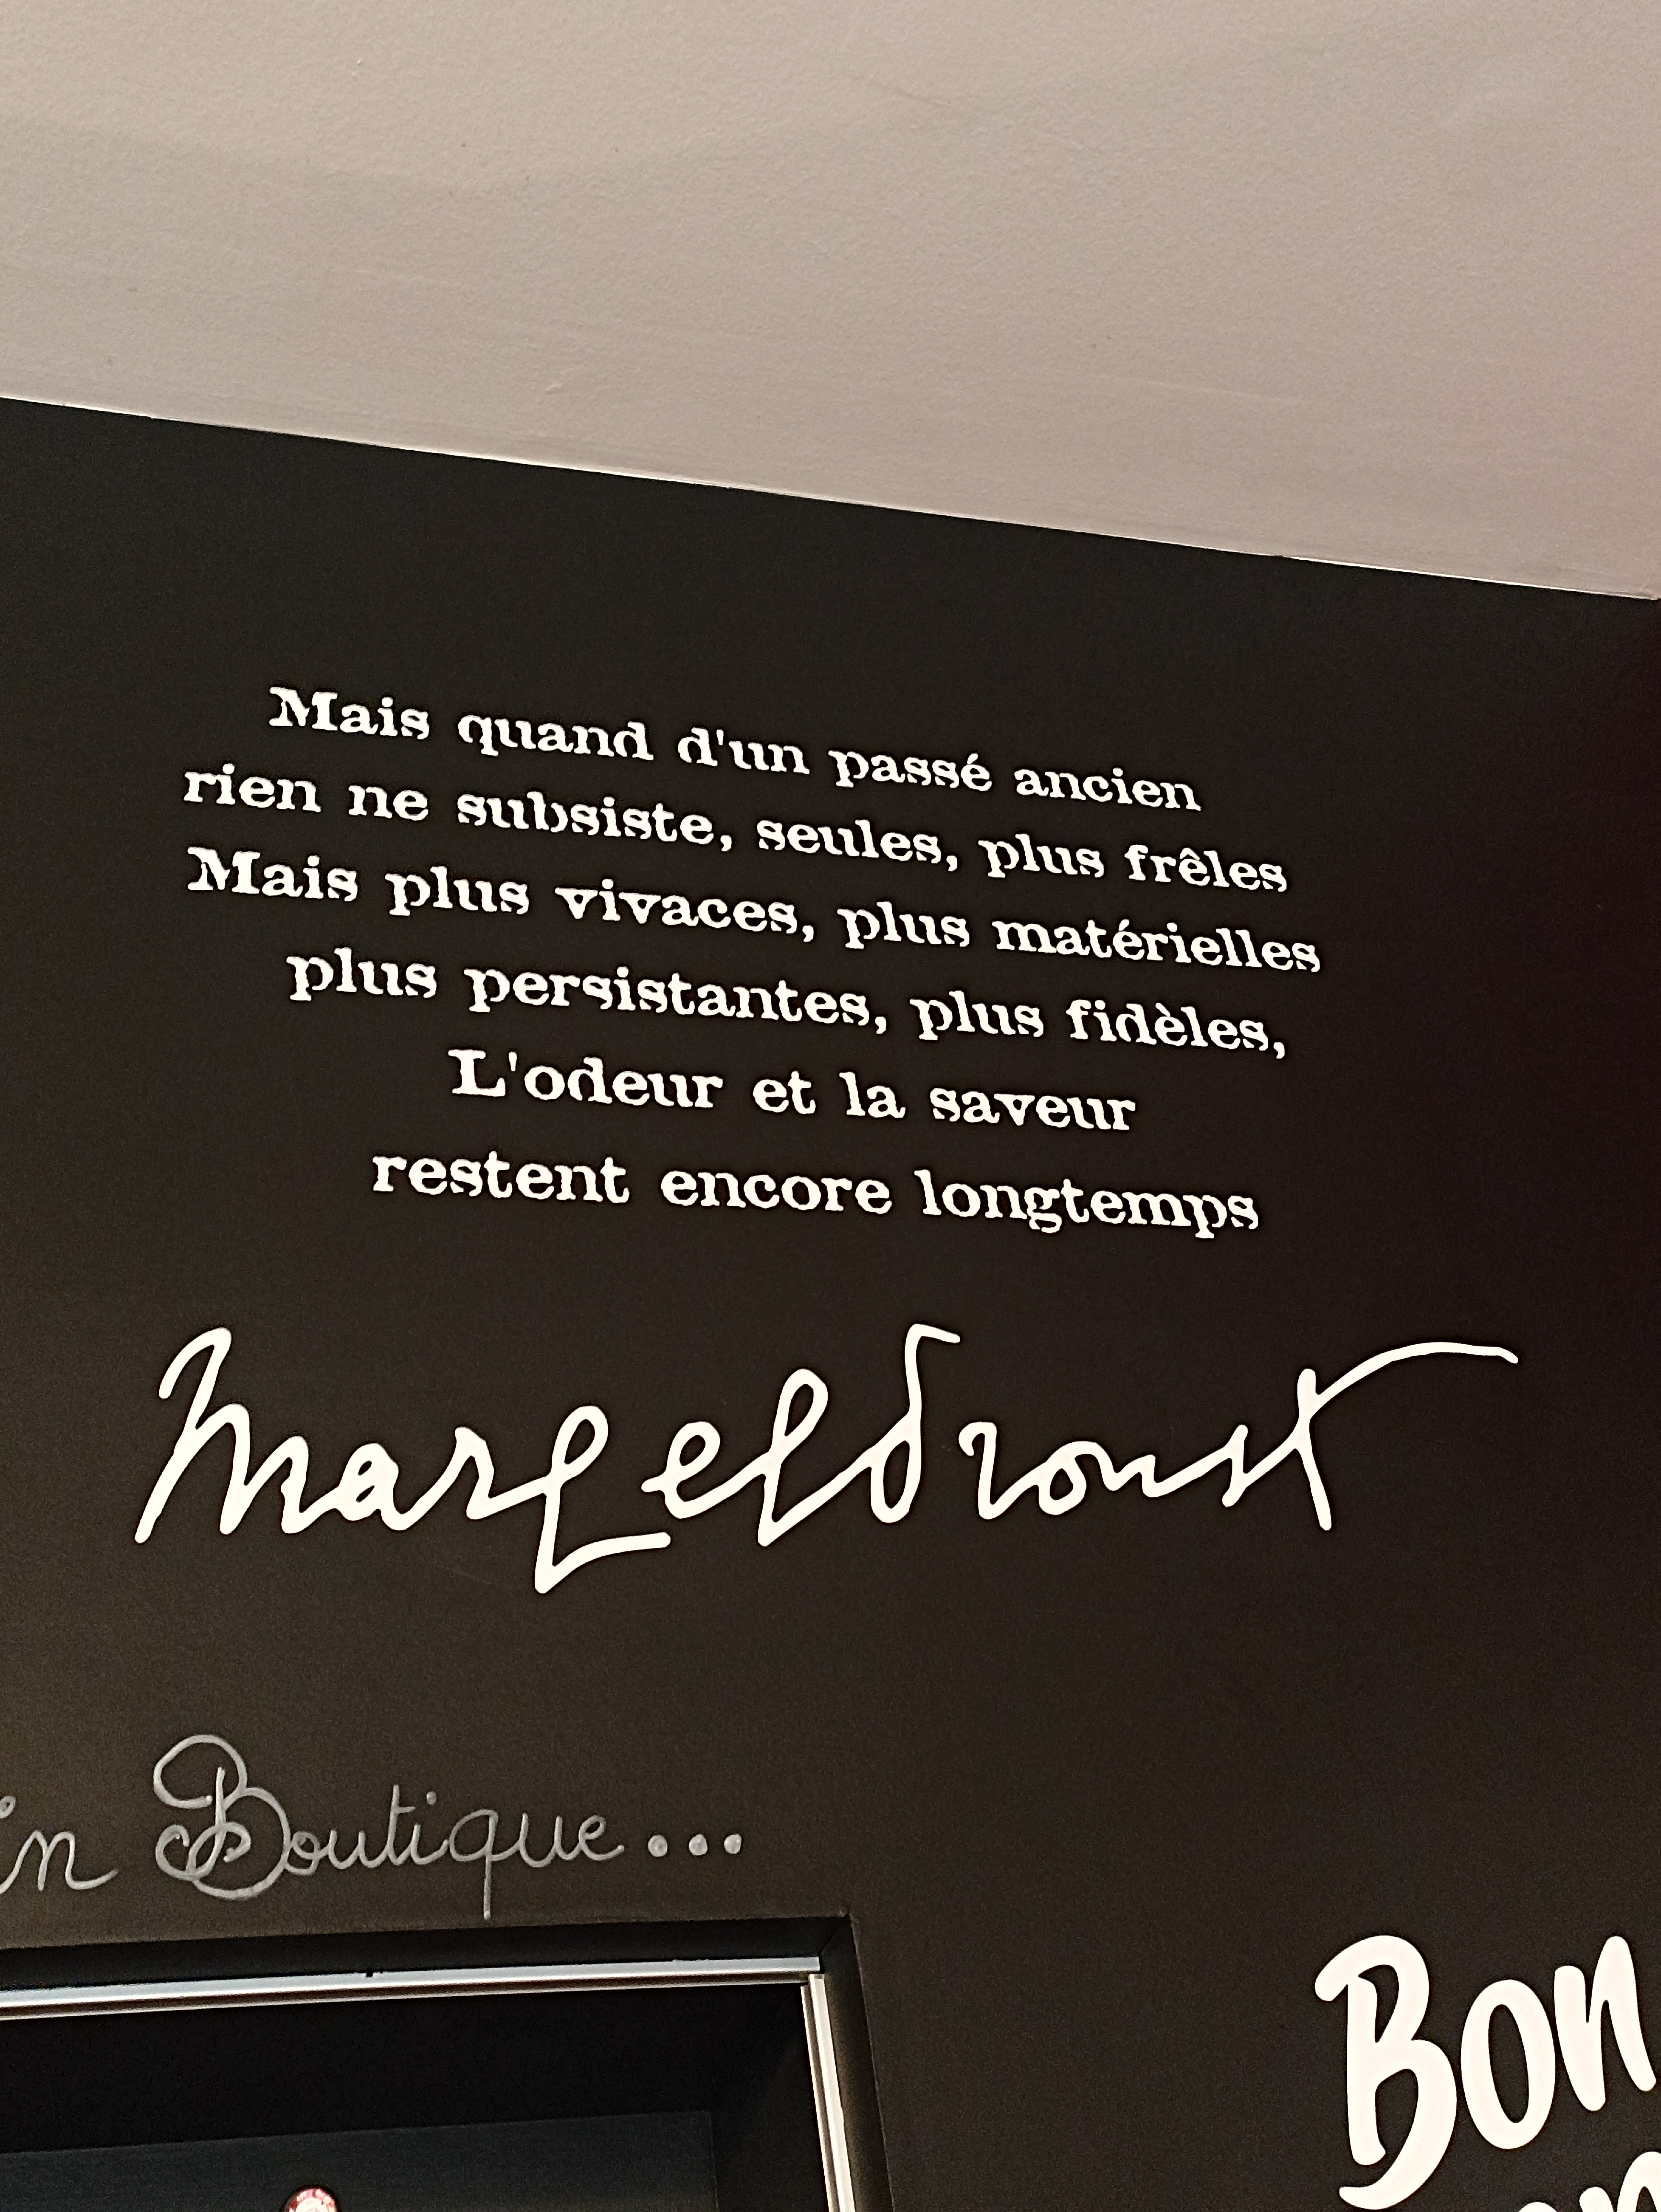 Mais quand d'un passé ancien
rien ne subsiste, seules, plus frêles
Mais plus vivaces, plus matérielles
plus persistantes, plus fidèles,
L'odeur et la saveur
restent encore longtemps
Marcel Proust
in Boutique...
Bon